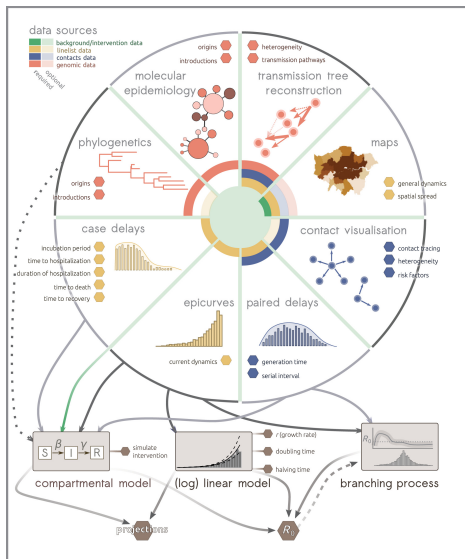 data sources
background/intervention data
linelist data
contacts data
genomic data
optional
required
origins
introductions
heterogeneity
transmission pathways
molecular
epidemiology
transmission tree
reconstruction
phylogenetics
origins
introductions
maps
general dynamics
spatial spread
case delays
incubation period
time to hospitalization
duration of hospitalization
time to death
time to recovery
contact visualisation
contact tracing
heterogeneity
risk factors
epicurves
current dynamics
paired delays
generation time
serial interval
β γ
S I R
simulate
intervention
compartmental model
r (growth rate)
doubling time
halving time
(log) linear model
R₀
branching process
projections